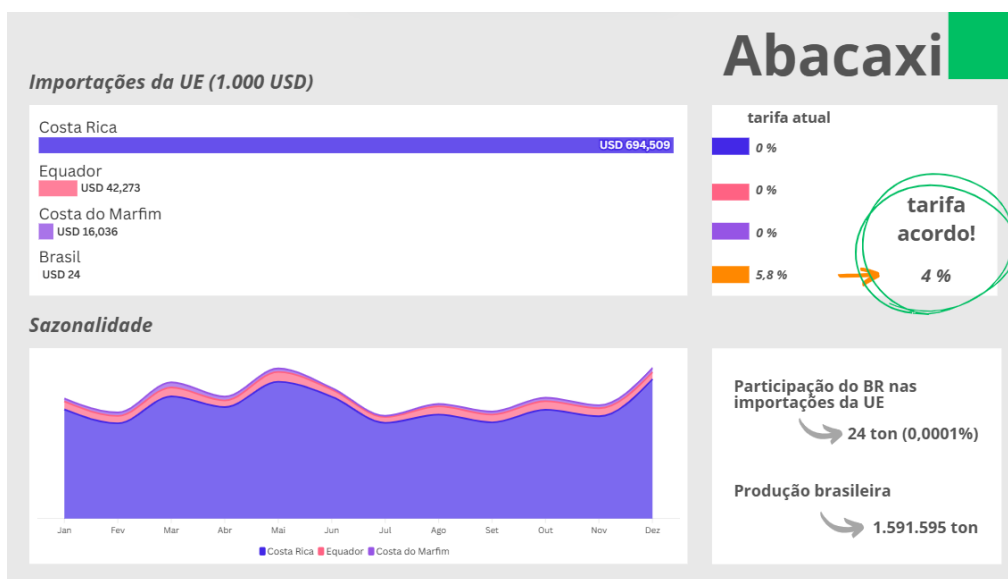 Abacaxi
Importações da UE (1.000 USD)
Costa Rica
USD 694,509
Equador
USD 42,273
Costa do Marfim
USD 16,036
Brasil
USD 24
tarifa atual
0 %
0 %
0 %
5,8 %
tarifa
acordo!
4 %
Sazonalidade
Jan Fev Mar Abr Mai Jun Jul Ago Set Out Nov Dez
Costa Rica Equador Costa do Marfim
Participação do BR nas
importações da UE
24 ton (0,0001%)
Produção brasileira
1.591.595 ton